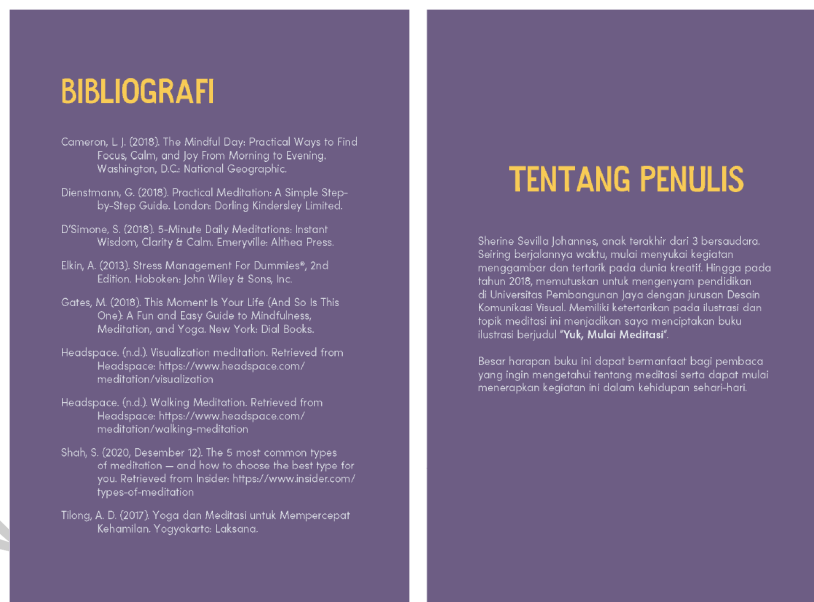 BIBLIOGRAFI
Cameron, L. J. (2018). The Mindful Day: Practical Ways to Find
Focus, Calm, and Joy From Morning to Evening.
Washington, D.C.: National Geographic.
Dienstmann, G. (2018). Practical Meditation: A Simple Step-
by-Step Guide. London: Dorling Kindersley Limited.
D'Simone, S. (2018). 5-Minute Daily Meditations: Instant
Wisdom, Clarity & Calm. Emeryville: Althea Press.
Elkin, A. (2013). Stress Management For Dummies®, 2nd
Edition. Hoboken: John Wiley & Sons, Inc.
Gates, M. (2018). This Moment Is Your Life (And So Is This
One): A Fun and Easy Guide to Mindfulness,
Meditation, and Yoga. New York: Dial Books.
Headspace. (n.d.). Visualization meditation. Retrieved from
Headspace: https://www.headspace.com/
meditation/visualization
Headspace. (n.d.). Walking Meditation. Retrieved from
Headspace: https://www.headspace.com/
meditation/walking-meditation
Shah, S. (2020, Desember 12). The 5 most common types
of meditation — and how to choose the best type for
you. Retrieved from Insider: https://www.insider.com/
types-of-meditation
Tilong, A. D. (2017). Yoga dan Meditasi untuk Mempercepat
Kehamilan. Yogyakarta: Laksana.
TENTANG PENULIS
Sherine Sevilla Johannes, anak terakhir dari 3 bersaudara.
Seiring berjalannya waktu, mulai menyukai kegiatan
menggambar dan tertarik pada dunia kreatif. Hingga pada
tahun 2018, memutuskan untuk mengenyam pendidikan
di Universitas Pembangunan Jaya dengan jurusan Desain
Komunikasi Visual. Memiliki ketertarikan pada ilustrasi dan
topik meditasi ini menjadikan saya menciptakan buku
ilustrasi berjudul "Yuk, Mulai Meditasi".
Besar harapan buku ini dapat bermanfaat bagi pembaca
yang ingin mengetahui tentang meditasi serta dapat mulai
menerapkan kegiatan ini dalam kehidupan sehari-hari.